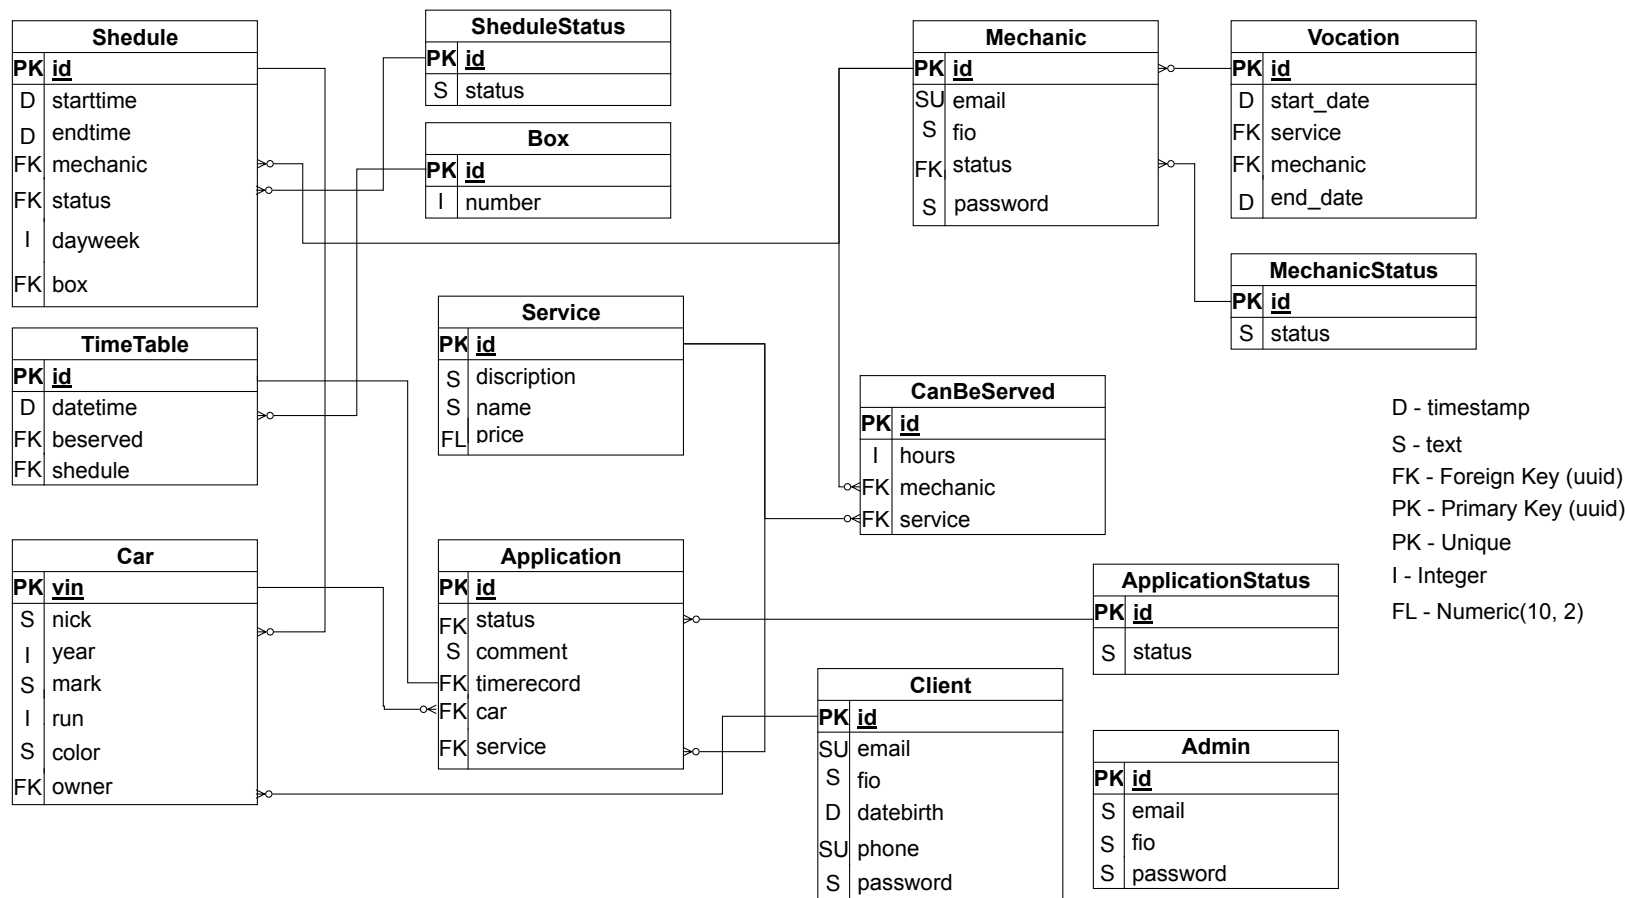 Shedule
PK id
D starttime
D endtime
FK mechanic
FK status
I dayweek
FK box
SheduleStatus
PK id
S status
Box
PK id
I number
Mechanic
PK id
SU email
S fio
FK status
S password
Vocation
PK id
D start_date
FK service
FK mechanic
D end_date
MechanicStatus
PK id
S status
TimeTable
PK id
D datetime
FK beserved
FK shedule
Service
PK id
S discription
S name
FL price
CanBeServed
PK id
I hours
FK mechanic
FK service
D - timestamp
S - text
FK - Foreign Key (uuid)
PK - Primary Key (uuid)
PK - Unique
I - Integer
FL - Numeric(10, 2)
Car
PK vin
S nick
I year
S mark
I run
S color
FK owner
Application
PK id
FK status
S comment
FK timerecord
FK car
FK service
ApplicationStatus
PK id
S status
Client
PK id
SU email
S fio
D datebirth
SU phone
S password
Admin
PK id
S email
S fio
S password